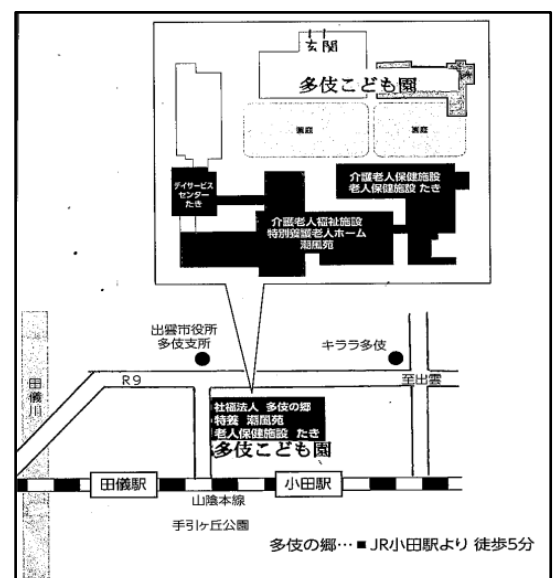 玄関
多伎こども園
園庭
園庭
デイサービス
センター
たき
介護老人保健施設
老人保健施設 たき
介護老人福祉施設
特別養護老人ホーム
潮風苑
出雲市役所
多伎支所
キララ多伎
田儀川
R9
至出雲
社福法人 多伎の郷
特養 潮風苑
老人保健施設 たき
多伎こども園
田儀駅
小田駅
山陰本線
手引ヶ丘公園
多伎の郷…■JR小田駅より 徒歩5分